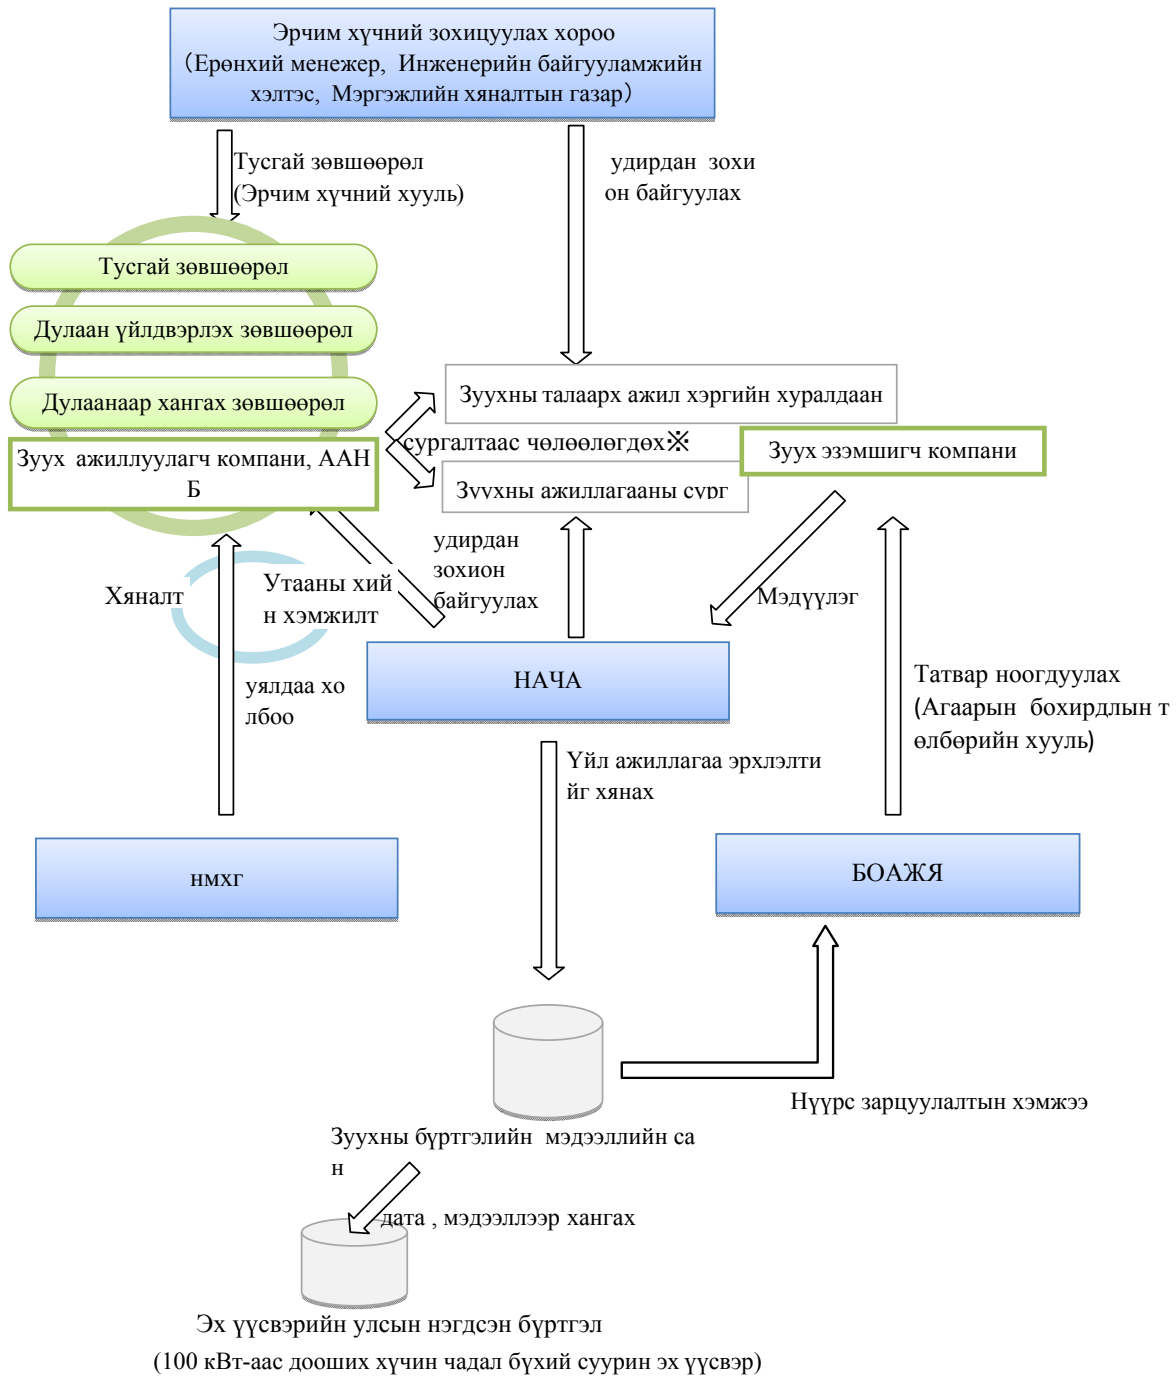 Эрчим хүчний зохицуулах хороо
(Ерөнхий менежер, Инженерийн байгууламжийн
хэлтэс, Мэргэжлийн хяналтын газар)
Тусгай зөвшөөрөл
(Эрчим хүчний хууль)
удирдан зохи
он байгуулах
Тусгай зөвшөөрөл
Дулаан үйлдвэрлэх зөвшөөрөл
Дулаанаар хангах зөвшөөрөл
Зуух ажиллуулагч компани, ААН
Б
Зуухны талаарх ажил хэргийн хуралдаан
сургалтаас чөлөөлөгдөх※
Зуух эзэмшигч компани
Зуухны ажиллагааны сург
удирдан
зохион
байгуулах
Хяналт
Утааны хий
н хэмжилт
Мэдүүлэг
уялдаа хо
лбоо
НАЧА
Татвар ноогдуулах
(Агаарын бохирдлын т
өлбөрийн хууль)
Үйл ажиллагаа эрхлэлти
йг хянах
нмхг
БОАЖЯ
Нүүрс зарцуулалтын хэмжээ
Зуухны бүртгэлийн мэдээллийн са
н
дата , мэдээллээр хангах
Эх үүсвэрийн улсын нэгдсэн бүртгэл
(100 кВт-аас дооших хүчин чадал бүхий суурин эх үүсвэр)